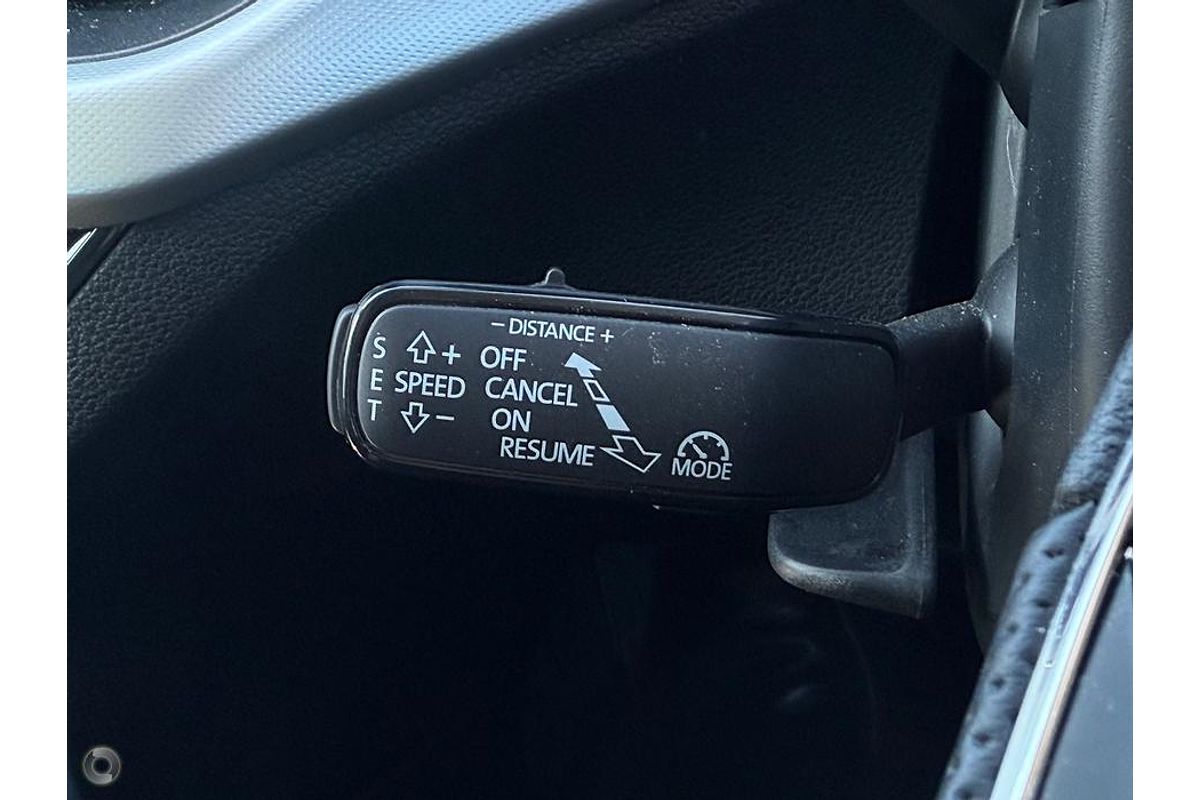 − DISTANCE +
S + OFF
E SPEED CANCEL
T − ON
RESUME
MODE